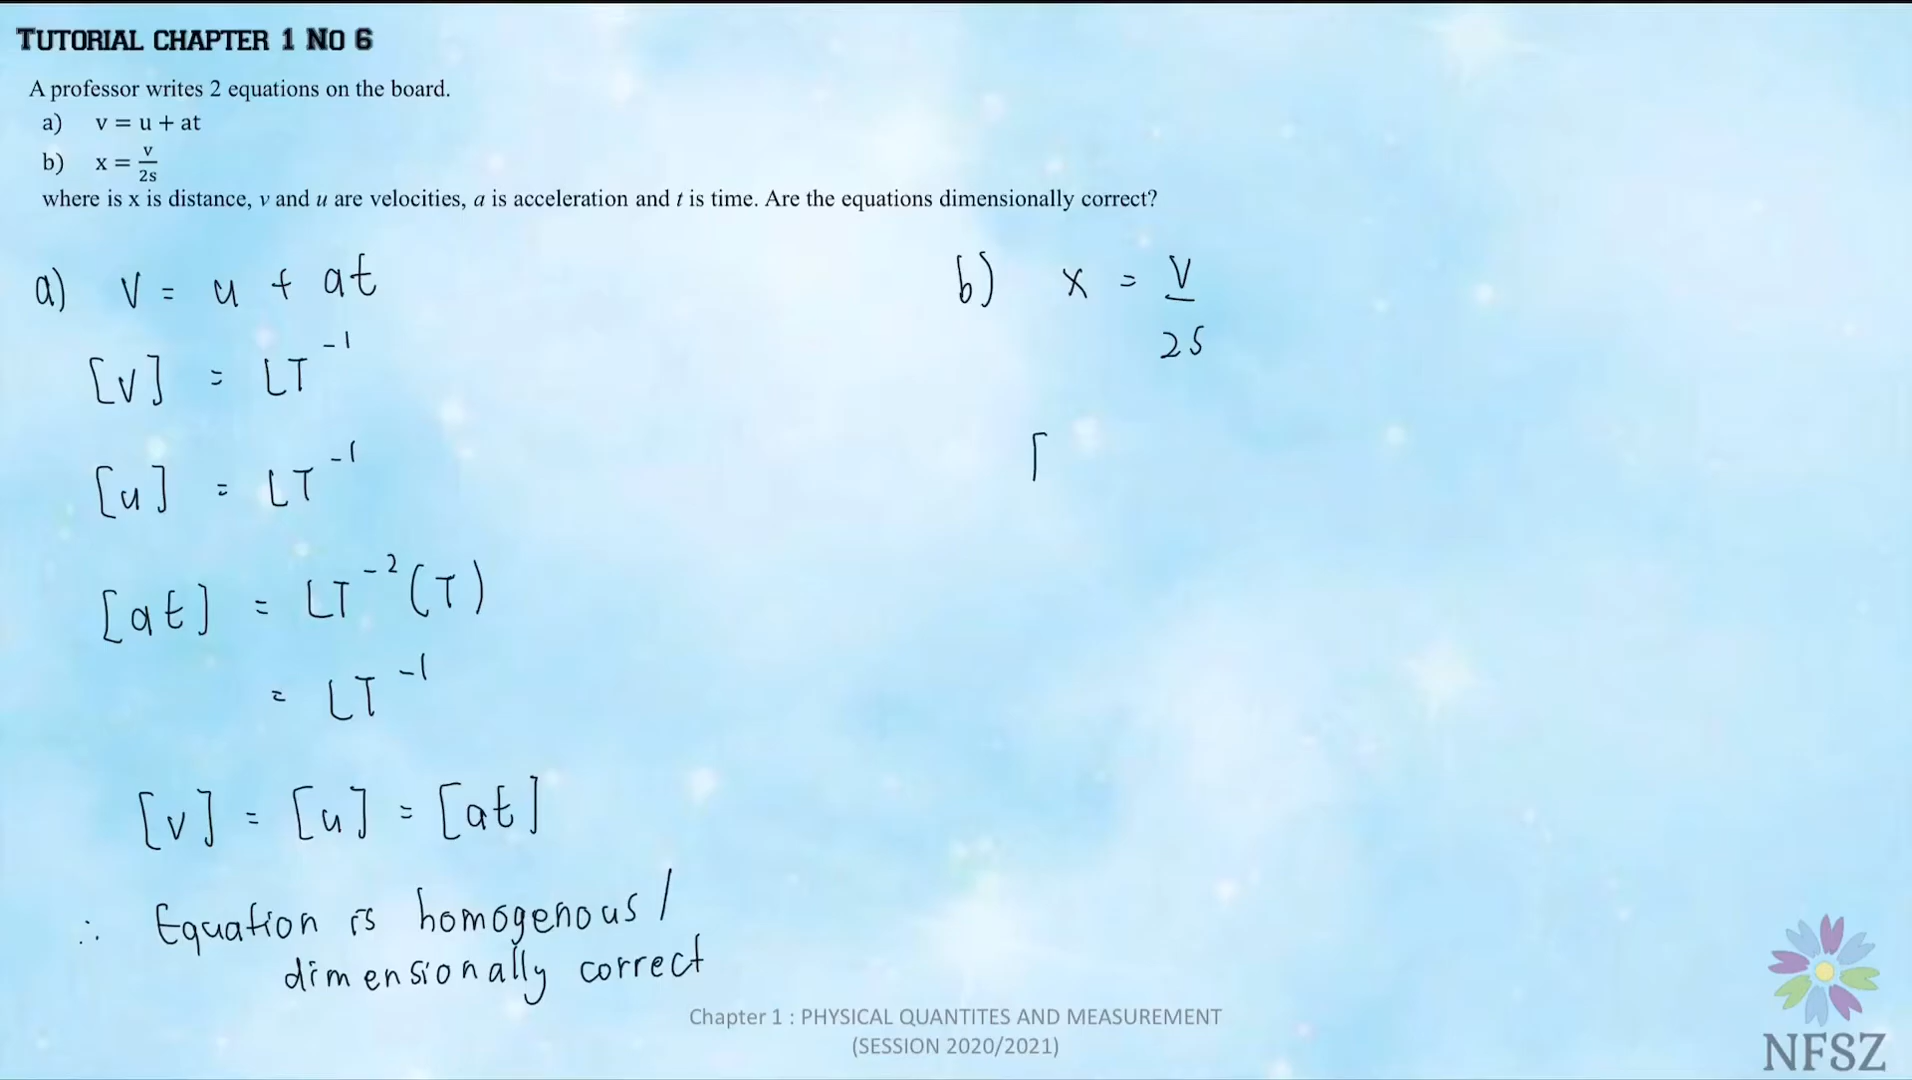 TUTORIAL CHAPTER 1 NO 6
A professor writes 2 equations on the board.
a) v = u + at
b) x = v/2s
where is x is distance, v and u are velocities, a is acceleration and t is time. Are the equations dimensionally correct?
a) v = u + at
[v] = LT⁻¹
[u] = LT⁻¹
[at] = LT⁻²(T)
= LT⁻¹
[v] = [u] = [at]
∴ Equation is homogenous /
dimensionally correct
b) x = v/2s
[
Chapter 1 : PHYSICAL QUANTITES AND MEASUREMENT
(SESSION 2020/2021)
NFSZ